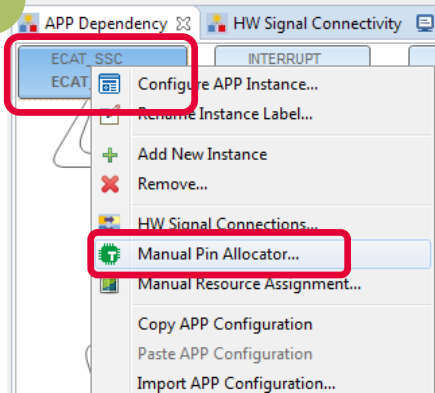 APP Dependency HW Signal Connectivity
ECAT_SSC INTERRUPT
ECAT_
Configure APP Instance...
Rename Instance Label...
Add New Instance
Remove...
HW Signal Connections...
Manual Pin Allocator...
Manual Resource Assignment...
Copy APP Configuration
Paste APP Configuration
Import APP Configuration...